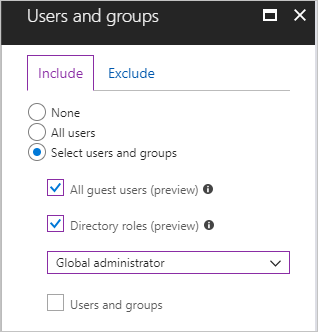 Users and groups
Include Exclude
None
All users
Select users and groups
All guest users (preview)
Directory roles (preview)
Global administrator
Users and groups